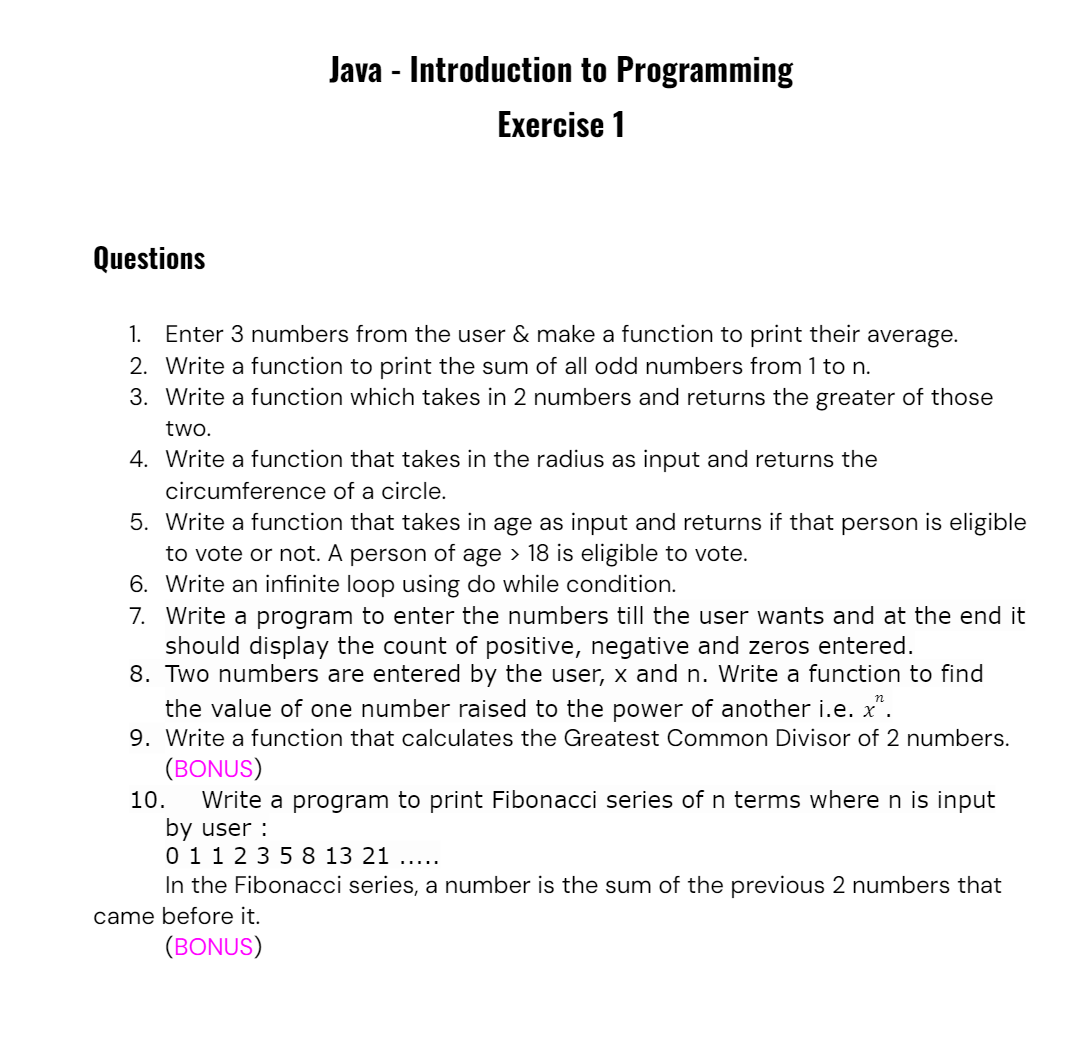 Java - Introduction to Programming
Exercise 1
Questions
1. Enter 3 numbers from the user & make a function to print their average.
2. Write a function to print the sum of all odd numbers from 1 to n.
3. Write a function which takes in 2 numbers and returns the greater of those
two.
4. Write a function that takes in the radius as input and returns the
circumference of a circle.
5. Write a function that takes in age as input and returns if that person is eligible
to vote or not. A person of age > 18 is eligible to vote.
6. Write an infinite loop using do while condition.
7. Write a program to enter the numbers till the user wants and at the end it
should display the count of positive, negative and zeros entered.
8. Two numbers are entered by the user, x and n. Write a function to find
the value of one number raised to the power of another i.e. xⁿ.
9. Write a function that calculates the Greatest Common Divisor of 2 numbers.
(BONUS)
10. Write a program to print Fibonacci series of n terms where n is input
by user :
0 1 1 2 3 5 8 13 21 .....
In the Fibonacci series, a number is the sum of the previous 2 numbers that
came before it.
(BONUS)